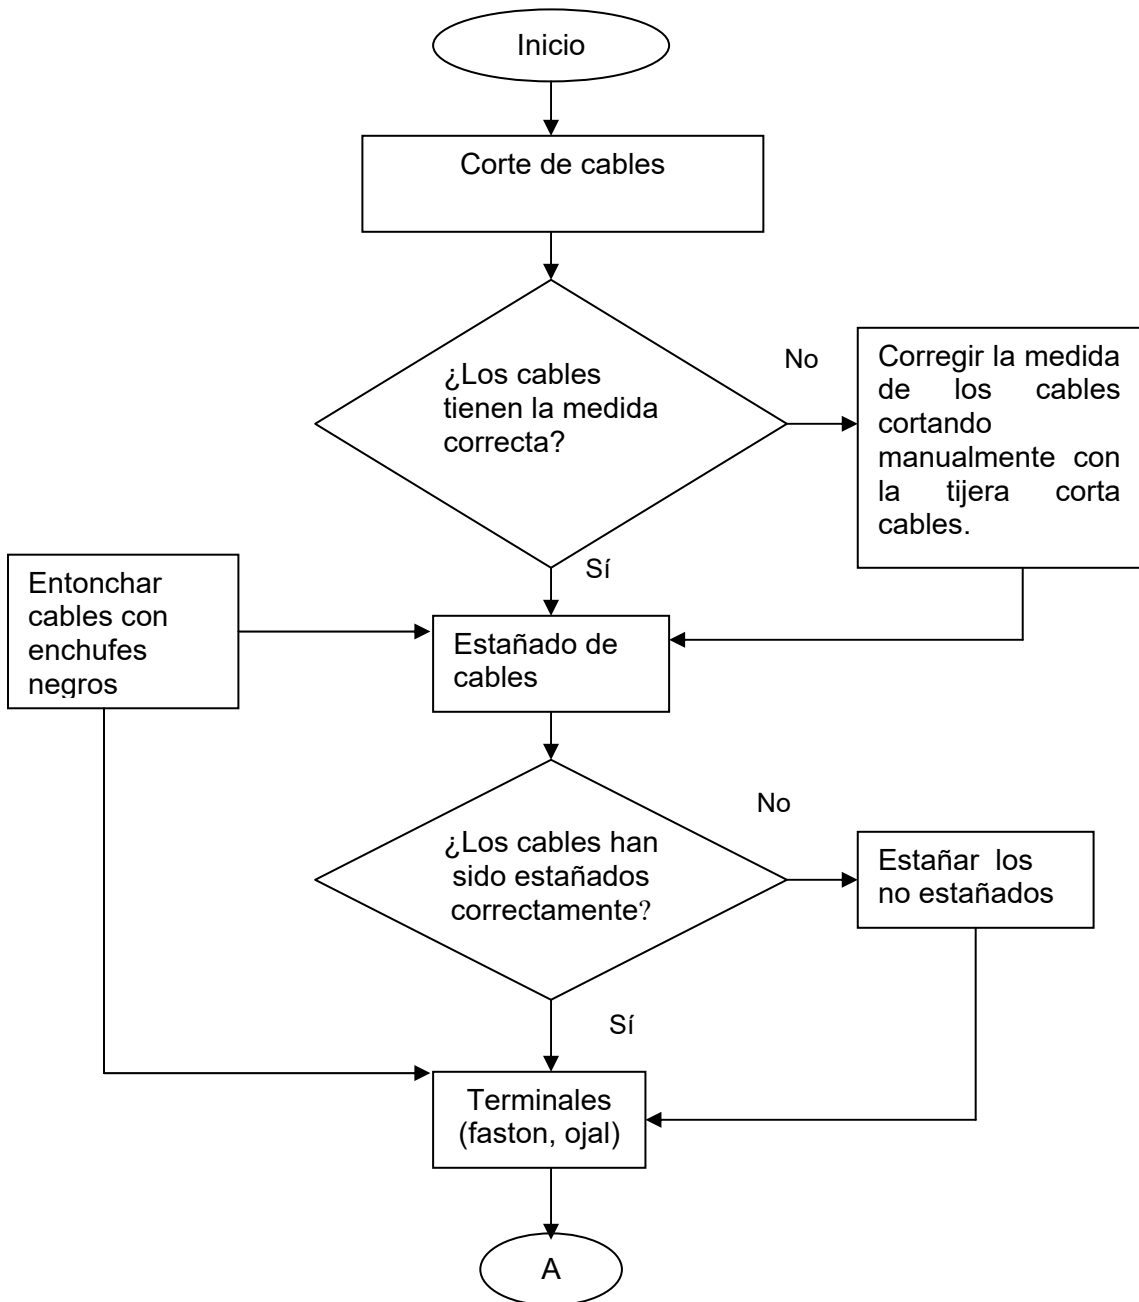 Inicio
Corte de cables
¿Los cables
tienen la medida
correcta?
No
Corregir la medida
de los cables
cortando
manualmente con
la tijera corta
cables.
Sí
Entonchar
cables con
enchufes
negros
Estañado de
cables
¿Los cables han
sido estañados
correctamente?
No
Estañar los
no estañados
Sí
Terminales
(faston, ojal)
A